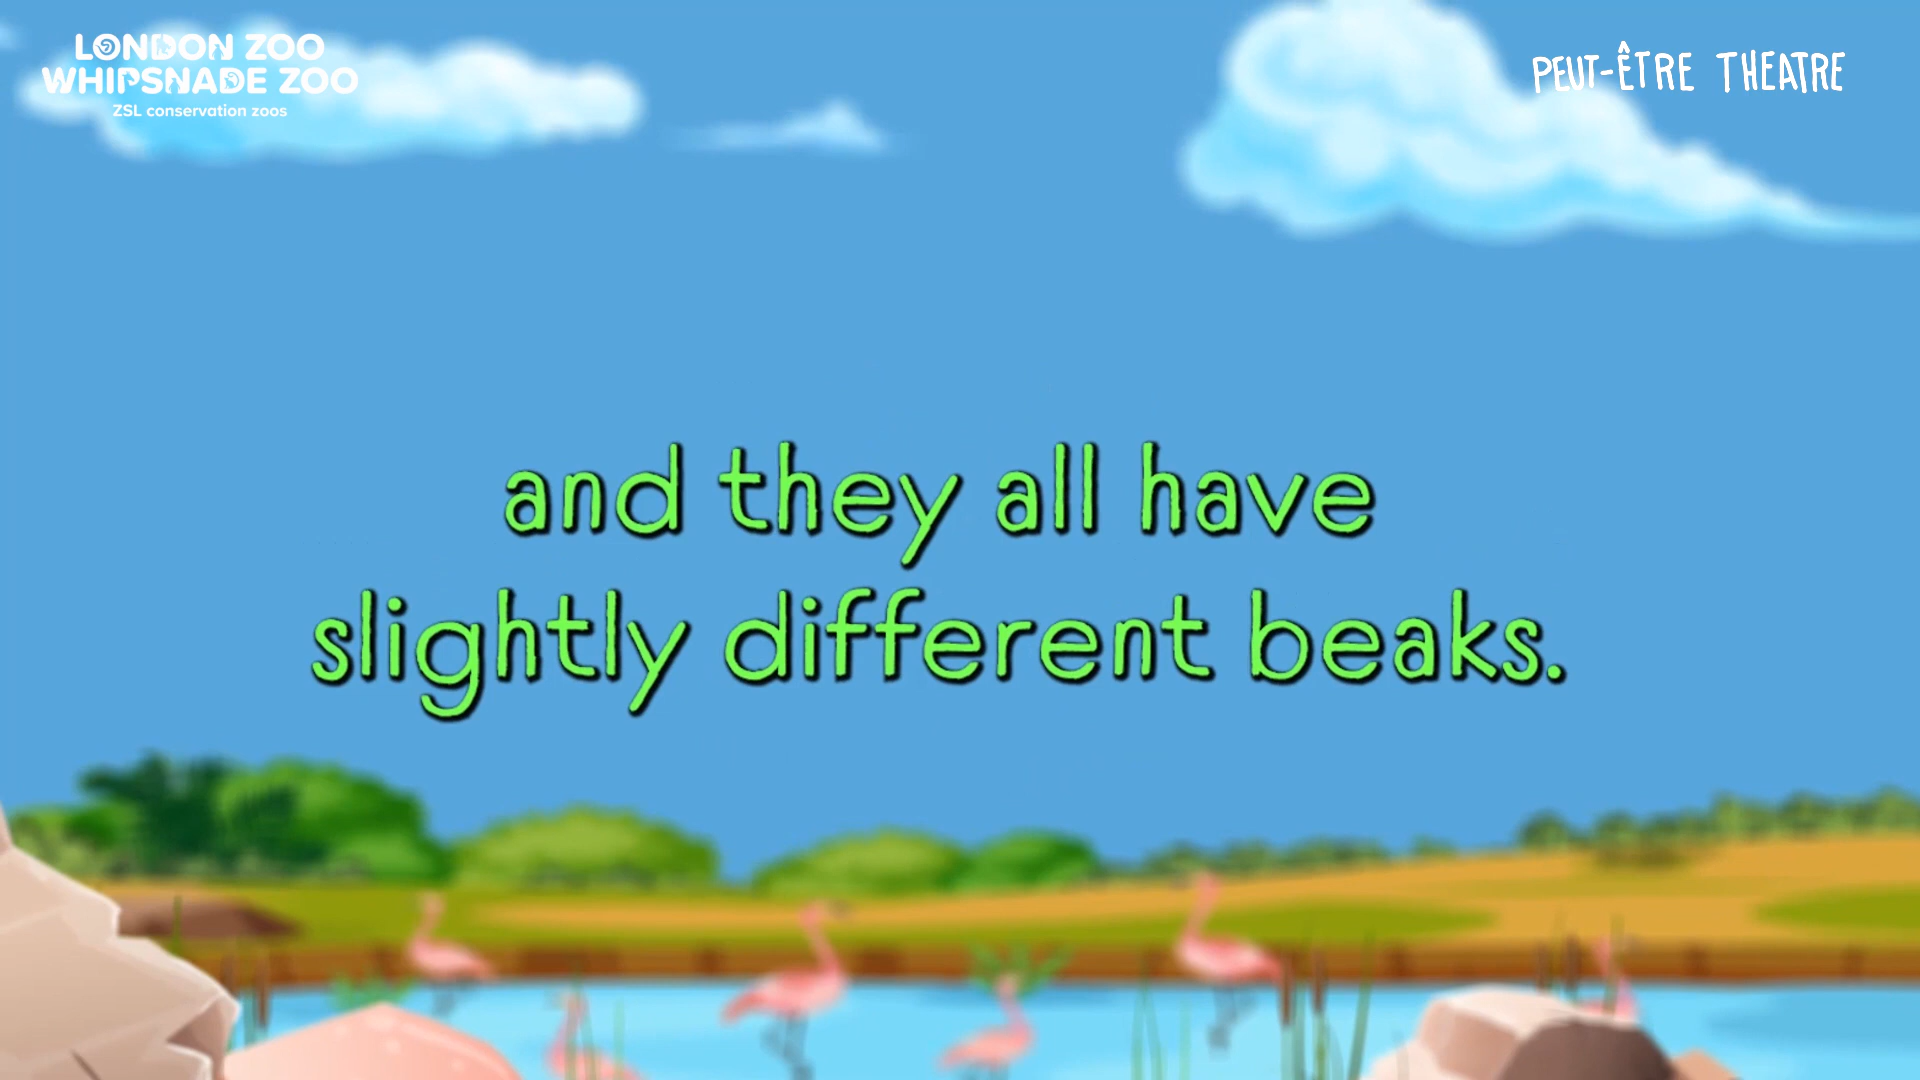 LONDON ZOO
WHIPSNADE ZOO
ZSL conservation zoos
PEUT-ÊTRE THEATRE
and they all have
slightly different beaks.